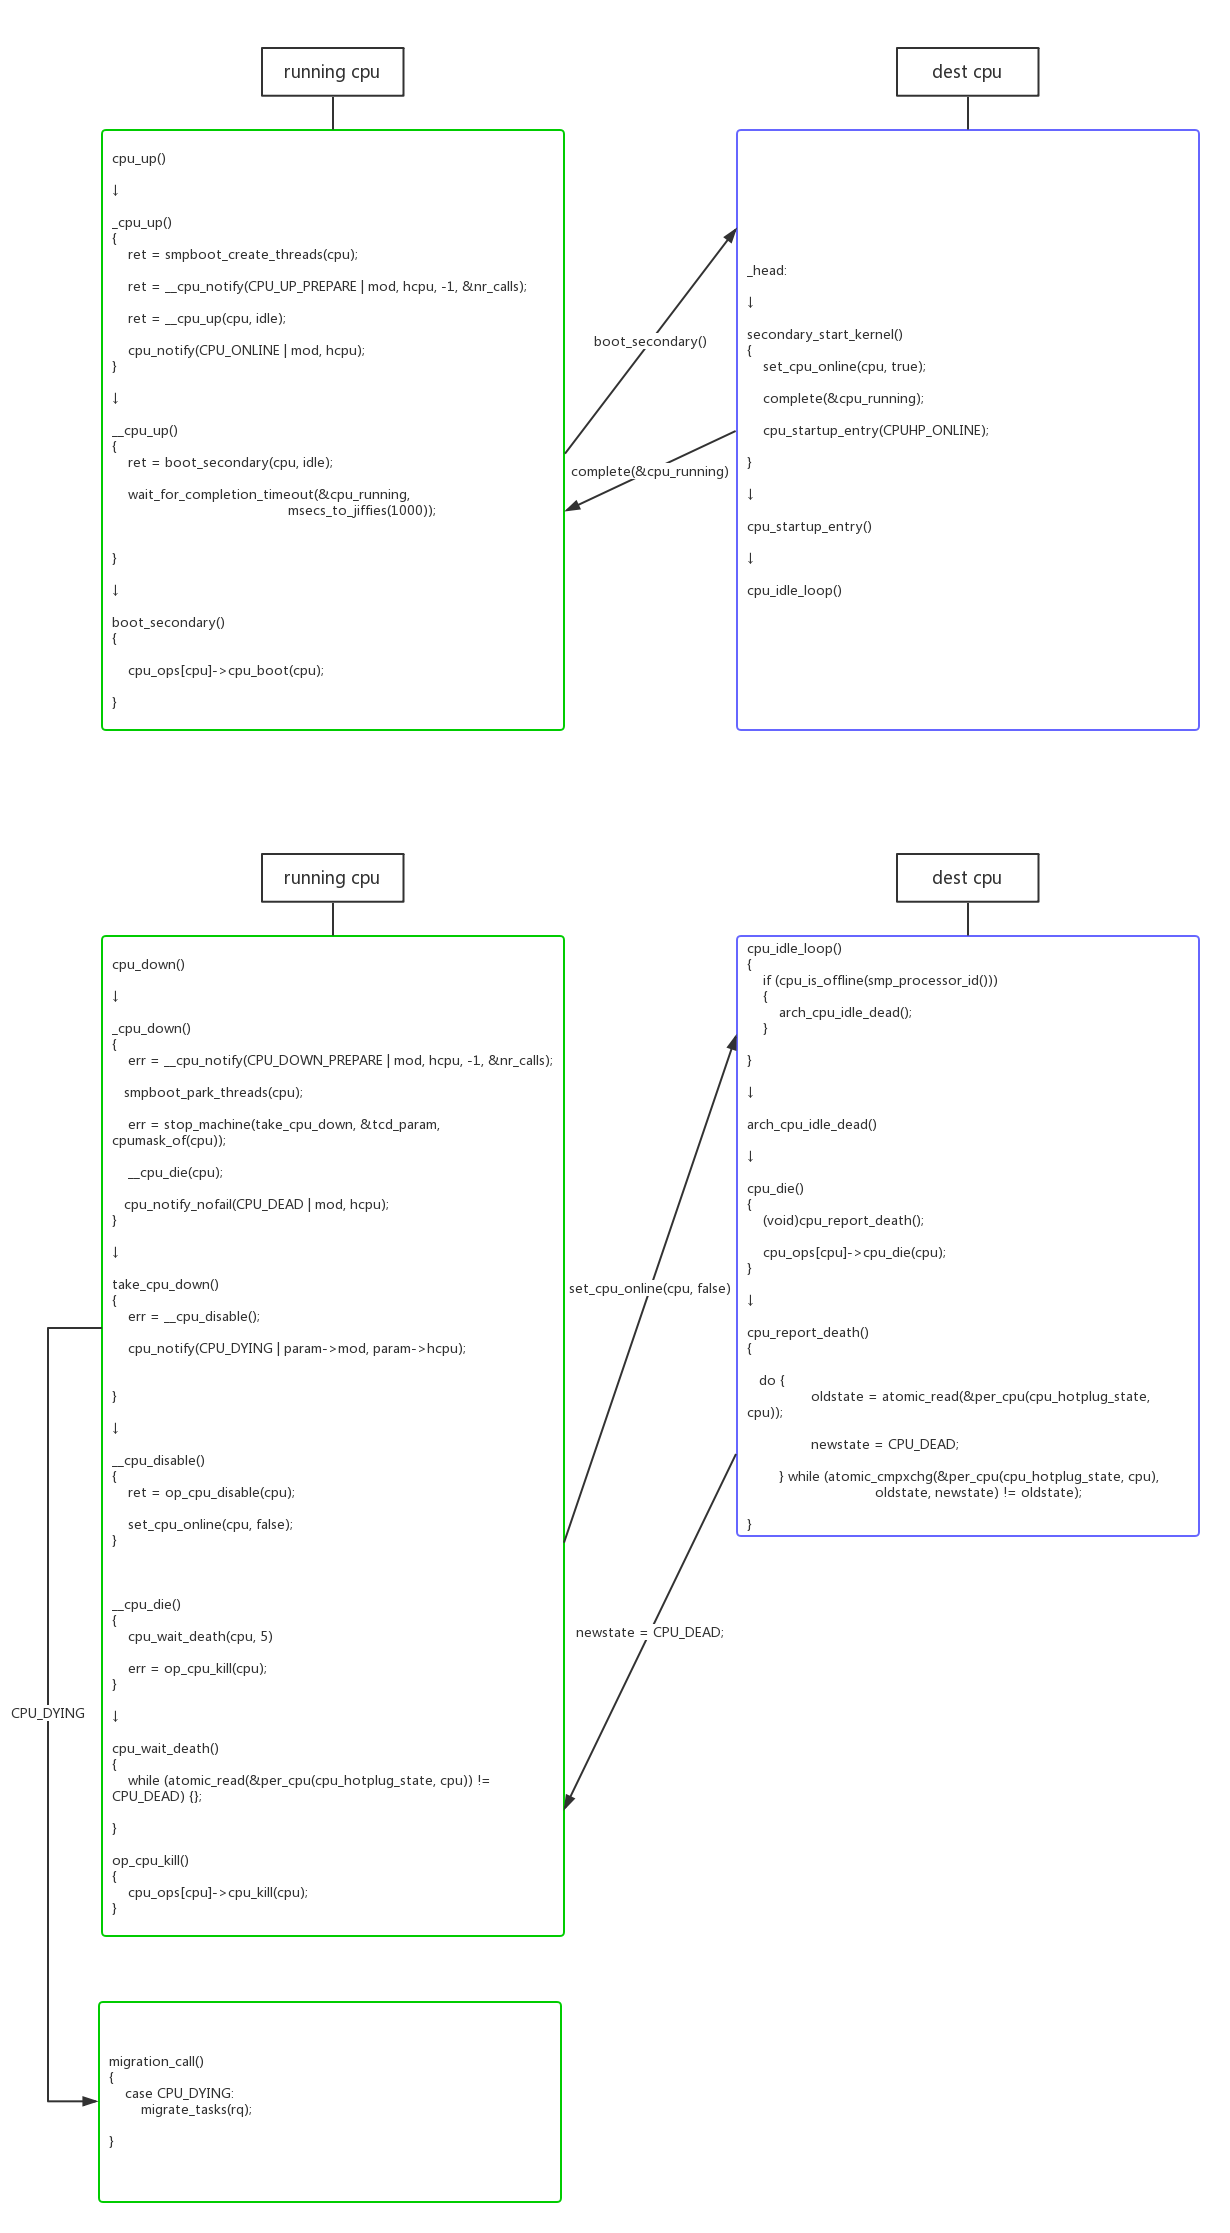 running cpu
dest cpu
cpu_up()
↓
_cpu_up()
{
ret = smpboot_create_threads(cpu);
ret = __cpu_notify(CPU_UP_PREPARE | mod, hcpu, -1, &nr_calls);
ret = __cpu_up(cpu, idle);
cpu_notify(CPU_ONLINE | mod, hcpu);
}
↓
__cpu_up()
{
ret = boot_secondary(cpu, idle);
wait_for_completion_timeout(&cpu_running,
msecs_to_jiffies(1000));
}
↓
boot_secondary()
{
cpu_ops[cpu]->cpu_boot(cpu);
}
boot_secondary()
complete(&cpu_running)
_head:
↓
secondary_start_kernel()
{
set_cpu_online(cpu, true);
complete(&cpu_running);
cpu_startup_entry(CPUHP_ONLINE);
}
↓
cpu_startup_entry()
↓
cpu_idle_loop()
running cpu
dest cpu
cpu_down()
↓
_cpu_down()
{
err = __cpu_notify(CPU_DOWN_PREPARE | mod, hcpu, -1, &nr_calls);
smpboot_park_threads(cpu);
err = stop_machine(take_cpu_down, &tcd_param,
cpumask_of(cpu));
__cpu_die(cpu);
cpu_notify_nofail(CPU_DEAD | mod, hcpu);
}
↓
take_cpu_down()
{
err = __cpu_disable();
cpu_notify(CPU_DYING | param->mod, param->hcpu);
}
↓
__cpu_disable()
{
ret = op_cpu_disable(cpu);
set_cpu_online(cpu, false);
}
__cpu_die()
{
cpu_wait_death(cpu, 5)
err = op_cpu_kill(cpu);
}
↓
cpu_wait_death()
{
while (atomic_read(&per_cpu(cpu_hotplug_state, cpu)) !=
CPU_DEAD) {};
}
op_cpu_kill()
{
cpu_ops[cpu]->cpu_kill(cpu);
}
set_cpu_online(cpu, false)
newstate = CPU_DEAD;
CPU_DYING
cpu_idle_loop()
{
if (cpu_is_offline(smp_processor_id()))
{
arch_cpu_idle_dead();
}
}
↓
arch_cpu_idle_dead()
↓
cpu_die()
{
(void)cpu_report_death();
cpu_ops[cpu]->cpu_die(cpu);
}
↓
cpu_report_death()
{
do {
oldstate = atomic_read(&per_cpu(cpu_hotplug_state,
cpu));
newstate = CPU_DEAD;
} while (atomic_cmpxchg(&per_cpu(cpu_hotplug_state, cpu),
oldstate, newstate) != oldstate);
}
migration_call()
{
case CPU_DYING:
migrate_tasks(rq);
}